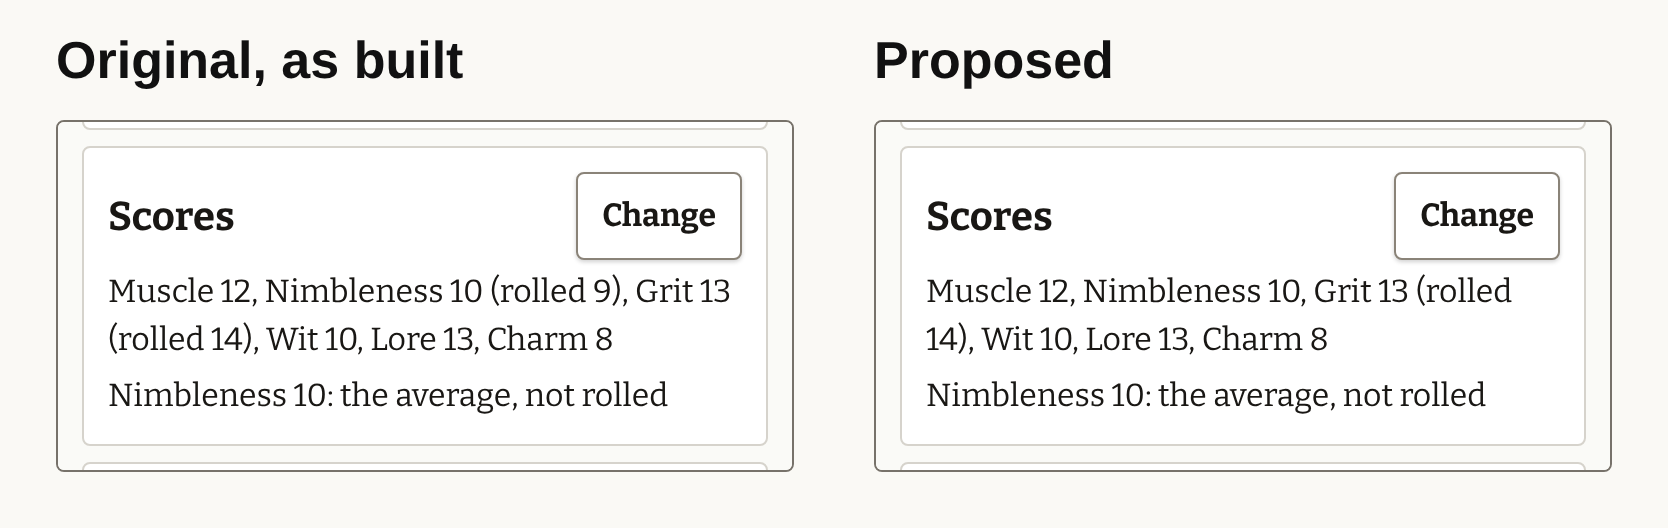 Original, as built
Scores
Change
Muscle 12, Nimbleness 10 (rolled 9), Grit 13
(rolled 14), Wit 10, Lore 13, Charm 8
Nimbleness 10: the average, not rolled
Proposed
Scores
Change
Muscle 12, Nimbleness 10, Grit 13 (rolled
14), Wit 10, Lore 13, Charm 8
Nimbleness 10: the average, not rolled